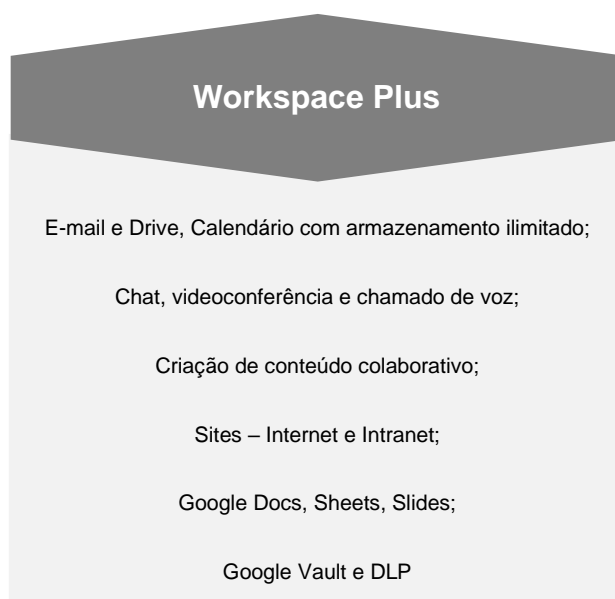 Workspace Plus
E-mail e Drive, Calendário com armazenamento ilimitado;
Chat, videoconferência e chamado de voz;
Criação de conteúdo colaborativo;
Sites – Internet e Intranet;
Google Docs, Sheets, Slides;
Google Vault e DLP